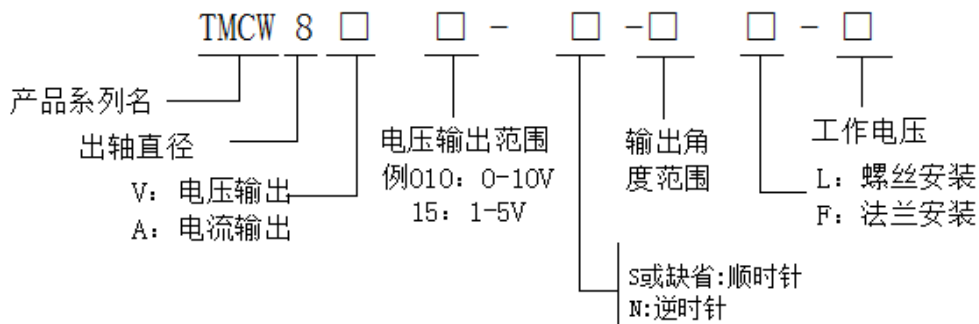 TMCW 8 □ □ - □ - □ □ - □
产品系列名
出轴直径
V: 电压输出
A: 电流输出
电压输出范围
例010: 0-10V
15: 1-5V
S或缺省:顺时针
N:逆时针
输出角
度范围
工作电压
L: 螺丝安装
F: 法兰安装